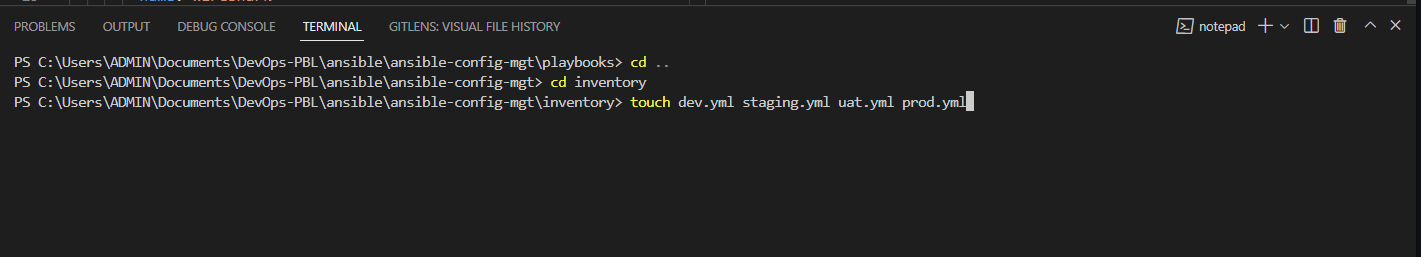 PROBLEMS OUTPUT DEBUG CONSOLE TERMINAL GITLENS: VISUAL FILE HISTORY notepad
PS C:\Users\ADMIN\Documents\DevOps-PBL\ansible\ansible-config-mgt\playbooks> cd ..
PS C:\Users\ADMIN\Documents\DevOps-PBL\ansible\ansible-config-mgt> cd inventory
PS C:\Users\ADMIN\Documents\DevOps-PBL\ansible\ansible-config-mgt\inventory> touch dev.yml staging.yml uat.yml prod.yml